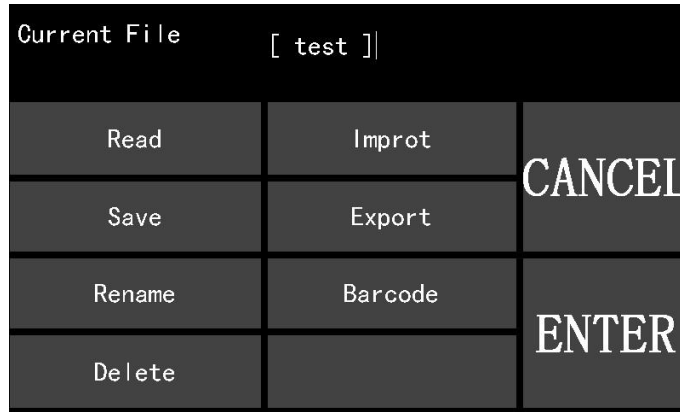 Current File [ test ]
Read Improt
CANCEL
Save Export
Rename Barcode
ENTER
Delete